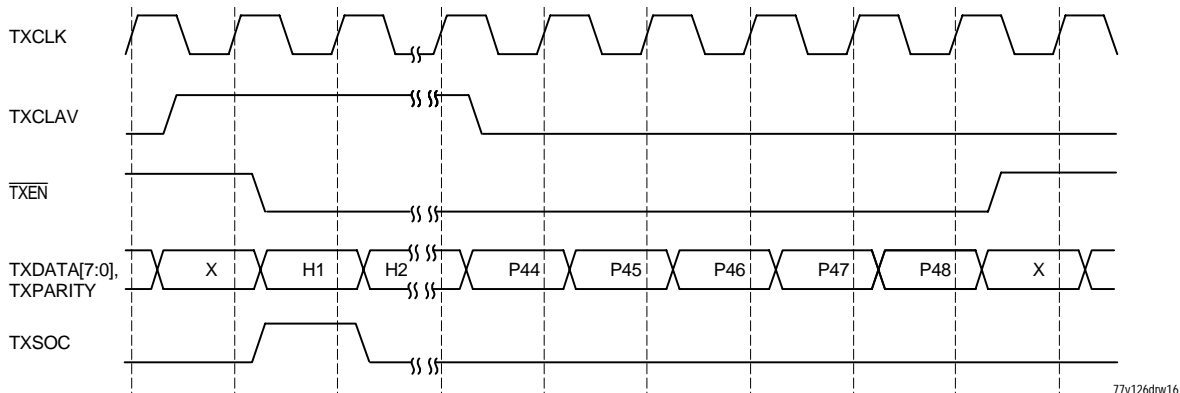 TXCLK
TXCLAV
TXEN
TXDATA[7:0], X H1 H2 P44 P45 P46 P47 P48 X
TXPARITY
TXSOC
77v126drw16